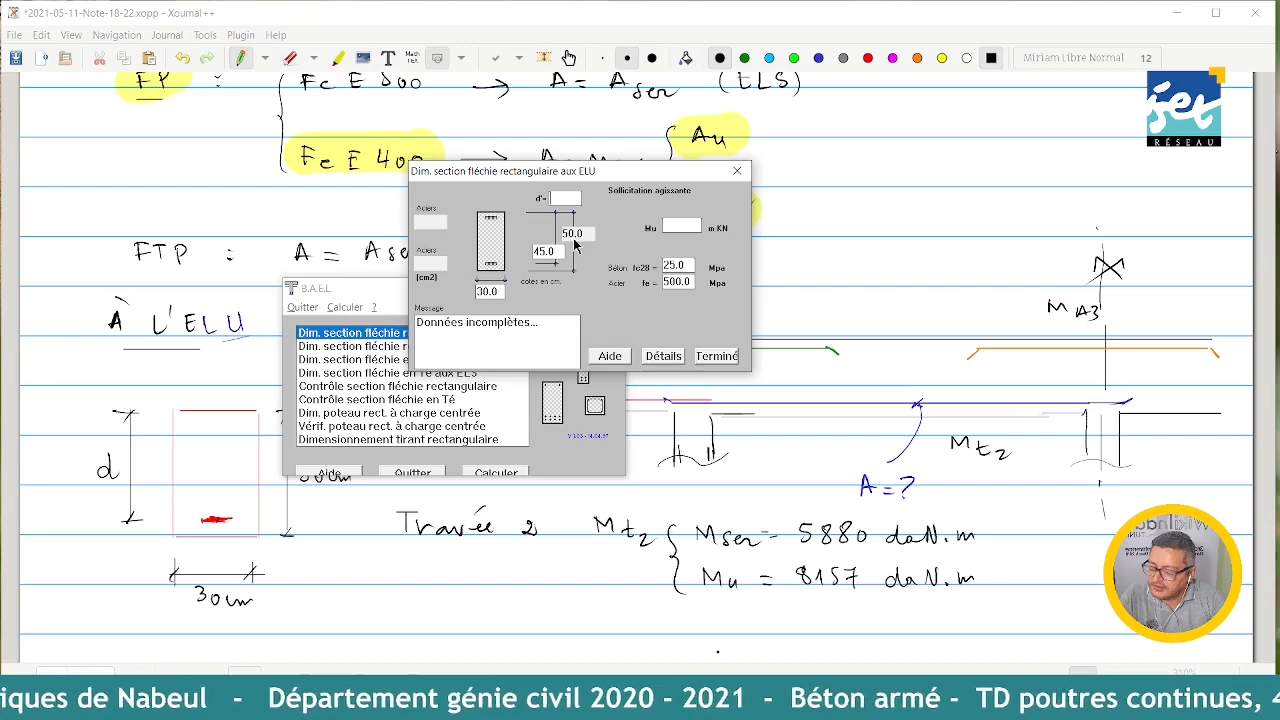 *2021-05-11-Note-18-22.xopp - Xournal++
File Edit View Navigation Journal Tools Plugin Help
TEX Miriam Libre Normal 12
FP : Fe E 500 → A = Aser (ELS)
Fe E 400 Au
iset
RÉSEAU
Dim. section fléchie rectangulaire aux ELU
d'=
Sollicitation agissante
Aciers
Mu m.KN
50.0
45.0
Aciers
(cm2)
Béton fc28 = 25.0 Mpa
Acier fe = 500.0 Mpa
cotes en cm.
30.0
Message
Données incomplètes...
Aide Détails Terminé
FTP : A = Aser
À L'ELU
B.A.E.L.
Quitter Calculer ?
Dim. section fléchie r
Dim. section fléchie r
Dim. section fléchie e
Dim. section fléchie en Té aux ELS
Contrôle section fléchie rectangulaire
Contrôle section fléchie en Té
Dim. poteau rect. à charge centrée
Vérif. poteau rect. à charge centrée
Dimensionnement tirant rectangulaire
Aide Quitter Calculer
MA3
Mt2
A = ?
d
30cm
Travée 2 Mt2 Mser = 5880 daN.m
Mu = 8157 daN.m
310%
iques de Nabeul - Département génie civil 2020 - 2021 - Béton armé - TD poutres continues, 4